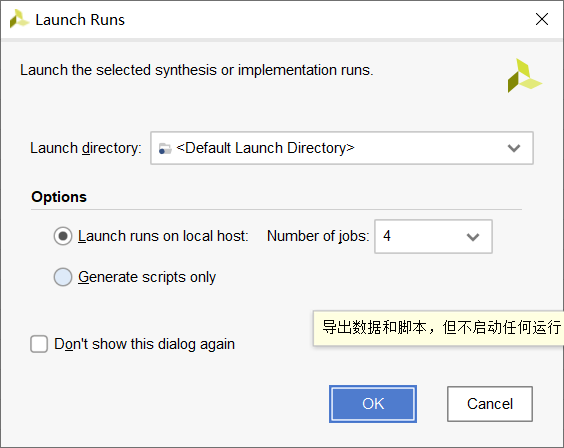 Launch Runs
Launch the selected synthesis or implementation runs.
Launch directory: <Default Launch Directory>
Options
Launch runs on local host: Number of jobs: 4
Generate scripts only
导出数据和脚本，但不启动任何运行
Don't show this dialog again
OK Cancel